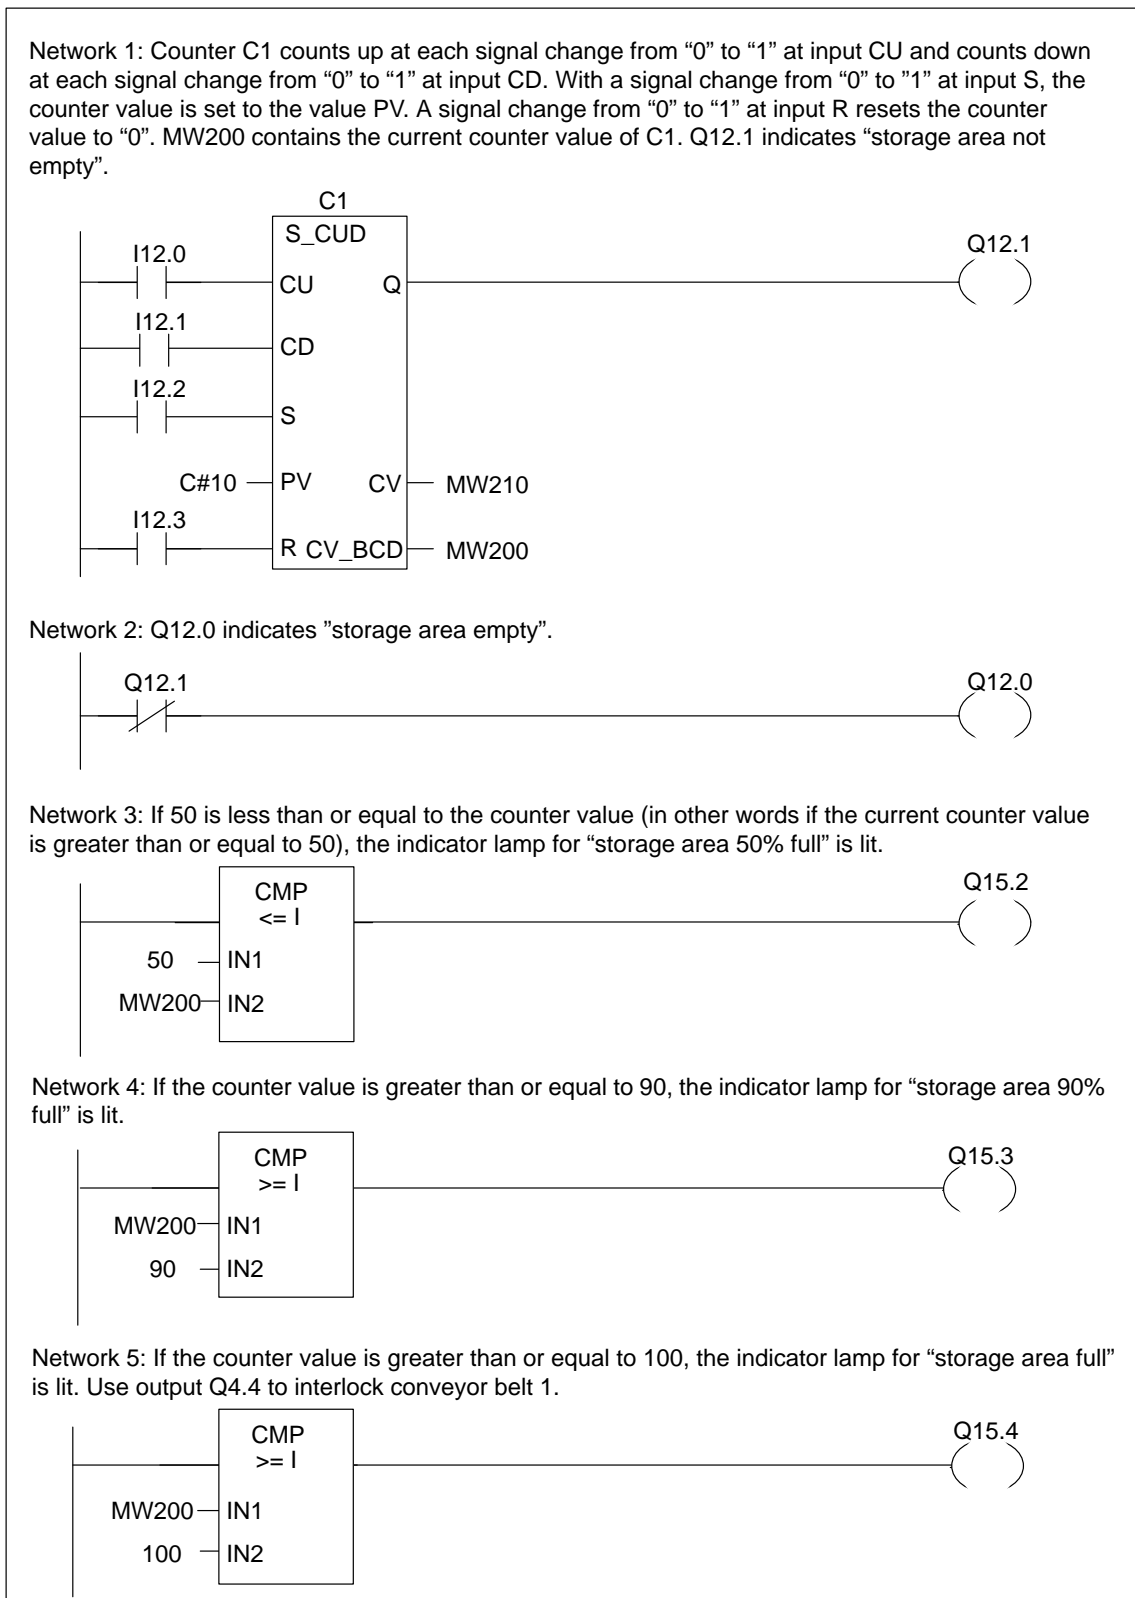 Network 1: Counter C1 counts up at each signal change from “0” to “1” at input CU and counts down
at each signal change from “0” to “1” at input CD. With a signal change from “0” to ”1” at input S, the
counter value is set to the value PV. A signal change from “0” to “1” at input R resets the counter
value to “0”. MW200 contains the current counter value of C1. Q12.1 indicates “storage area not
empty”.
C1
S_CUD
I12.0
Q12.1
CU Q
I12.1
CD
I12.2
S
C#10 PV CV MW210
I12.3
R CV_BCD MW200
Network 2: Q12.0 indicates ”storage area empty”.
Q12.1 Q12.0
Network 3: If 50 is less than or equal to the counter value (in other words if the current counter value
is greater than or equal to 50), the indicator lamp for “storage area 50% full” is lit.
CMP
<= I
Q15.2
50 IN1
MW200 IN2
Network 4: If the counter value is greater than or equal to 90, the indicator lamp for “storage area 90%
full” is lit.
CMP
>= I
Q15.3
MW200 IN1
90 IN2
Network 5: If the counter value is greater than or equal to 100, the indicator lamp for “storage area full”
is lit. Use output Q4.4 to interlock conveyor belt 1.
CMP
>= I
Q15.4
MW200 IN1
100 IN2